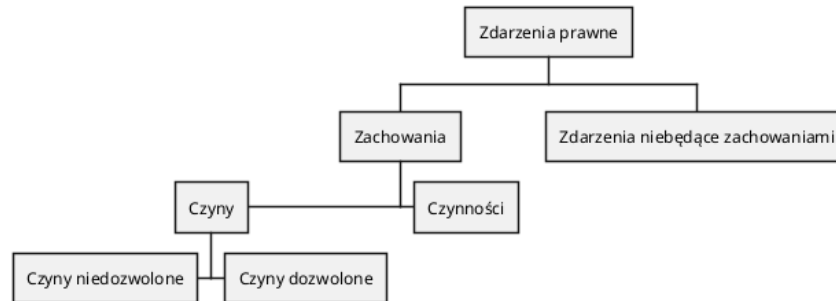 Zdarzenia prawne
Zachowania
Zdarzenia niebędące zachowaniami
Czyny
Czynności
Czyny niedozwolone
Czyny dozwolone